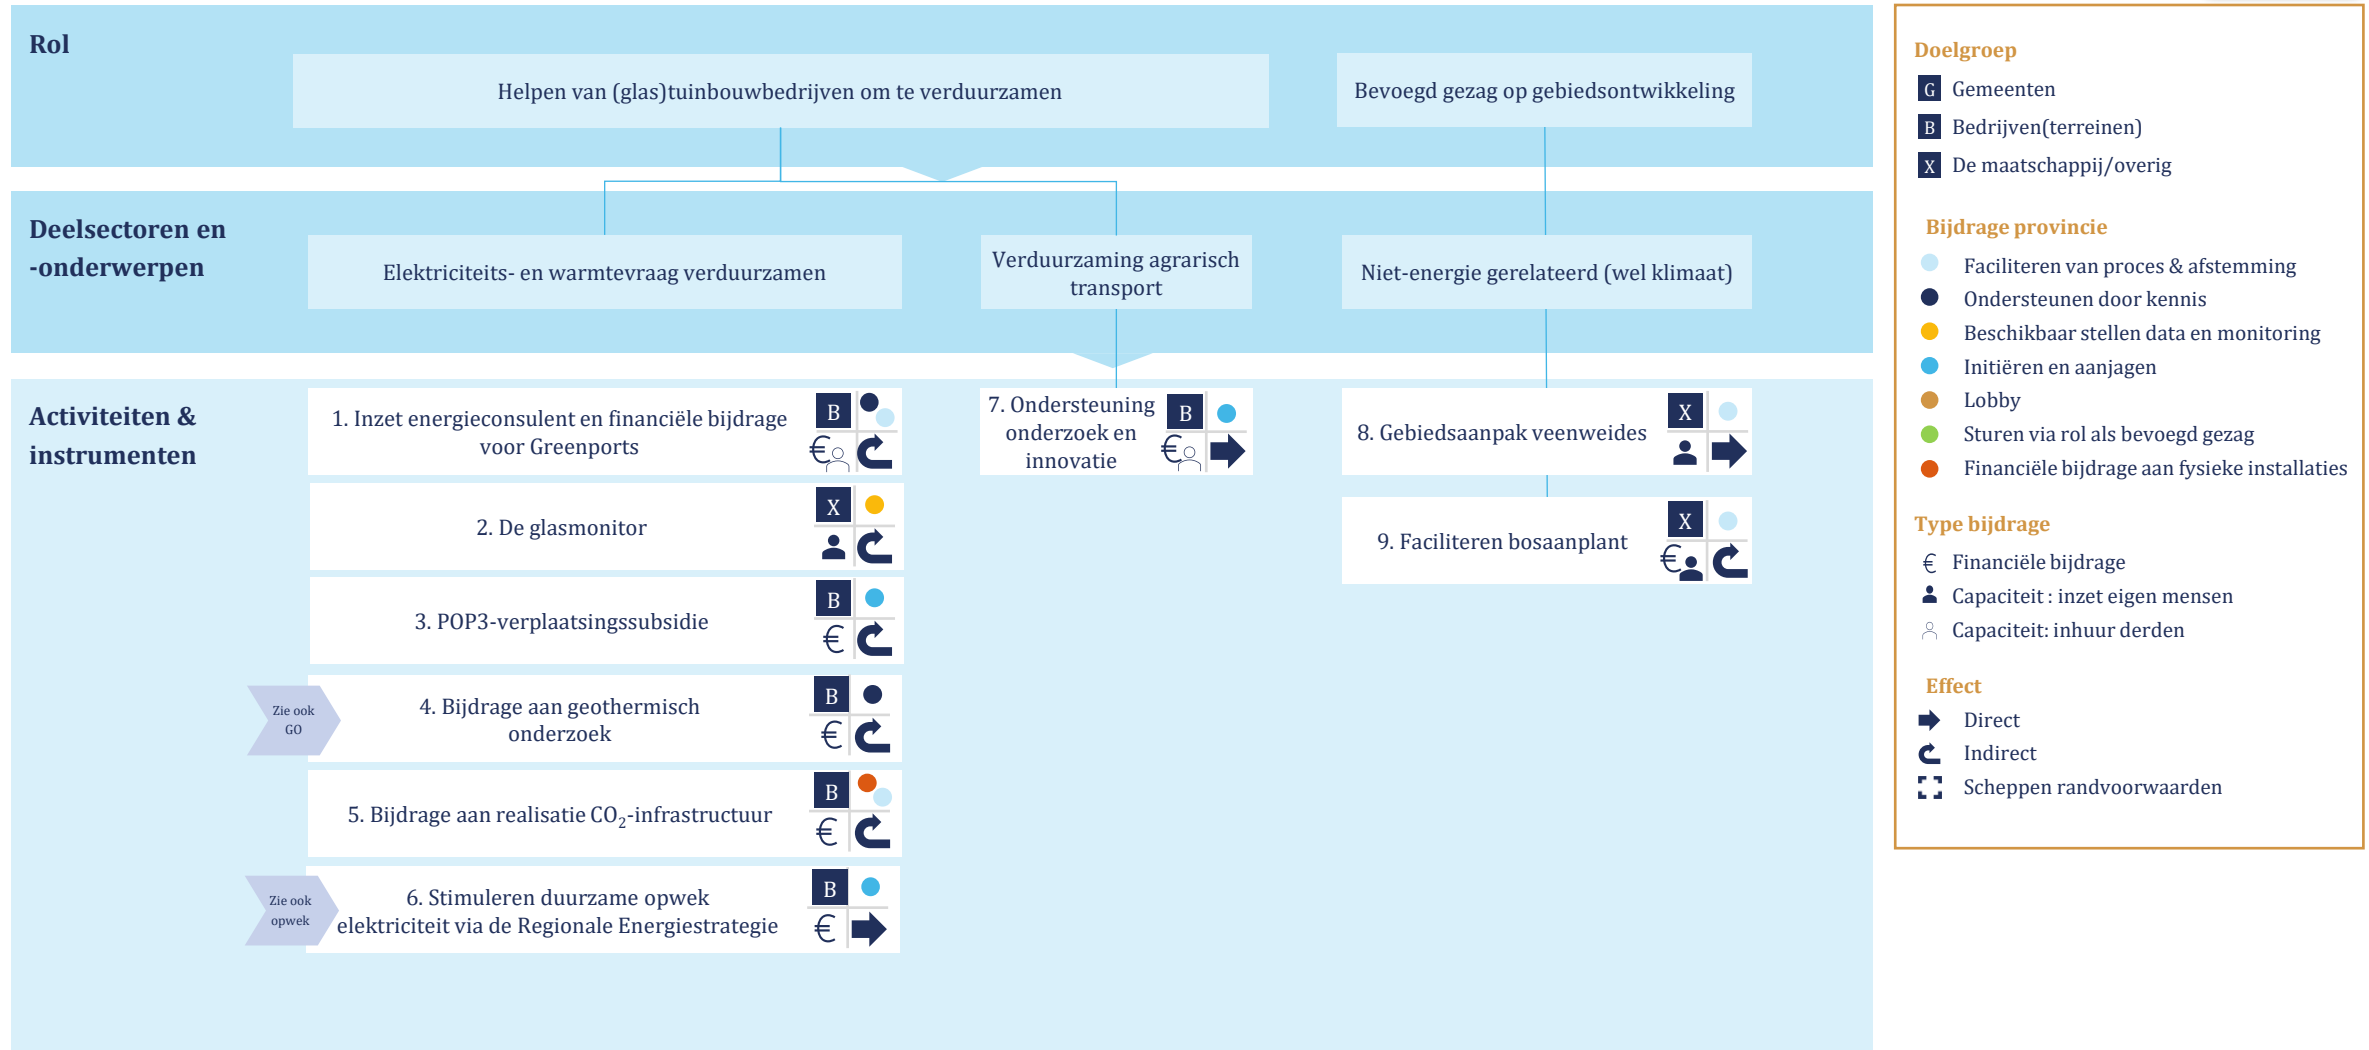 Rol
Helpen van (glas)tuinbouwbedrijven om te verduurzamen
Bevoegd gezag op gebiedsontwikkeling
Deelsectoren en
-onderwerpen
Elektriciteits- en warmtevraag verduurzamen
Verduurzaming agrarisch
transport
Niet-energie gerelateerd (wel klimaat)
Activiteiten &
instrumenten
1. Inzet energieconsulent en financiële bijdrage
voor Greenports
B
€
2. De glasmonitor
X
3. POP3-verplaatsingssubsidie
B
€
Zie ook
GO
4. Bijdrage aan geothermisch
onderzoek
B
€
5. Bijdrage aan realisatie CO₂-infrastructuur
B
€
Zie ook
opwek
6. Stimuleren duurzame opwek
elektriciteit via de Regionale Energiestrategie
B
€
7. Ondersteuning
onderzoek en
innovatie
B
€
8. Gebiedsaanpak veenweides
X
9. Faciliteren bosaanplant
X
€
Doelgroep
G Gemeenten
B Bedrijven(terreinen)
X De maatschappij/overig
Bijdrage provincie
Faciliteren van proces & afstemming
Ondersteunen door kennis
Beschikbaar stellen data en monitoring
Initiëren en aanjagen
Lobby
Sturen via rol als bevoegd gezag
Financiële bijdrage aan fysieke installaties
Type bijdrage
€ Financiële bijdrage
Capaciteit : inzet eigen mensen
Capaciteit: inhuur derden
Effect
Direct
Indirect
Scheppen randvoorwaarden